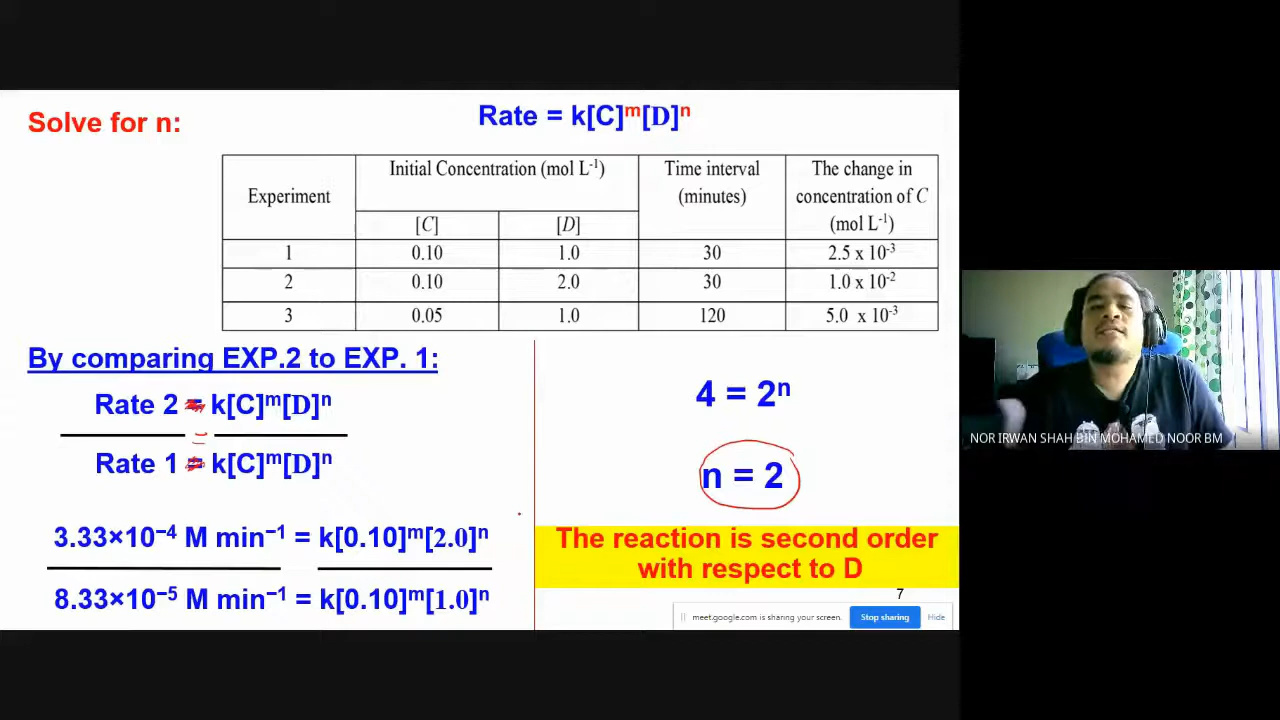 Solve for n:
Rate = k[C]ᵐ[D]ⁿ
Experiment
Initial Concentration (mol L⁻¹)
[C]
[D]
Time interval
(minutes)
The change in
concentration of C
(mol L⁻¹)
1 0.10 1.0 30 2.5 x 10⁻³
2 0.10 2.0 30 1.0 x 10⁻²
3 0.05 1.0 120 5.0 x 10⁻³
By comparing EXP.2 to EXP. 1:
Rate 2 = k[C]ᵐ[D]ⁿ
=
Rate 1 = k[C]ᵐ[D]ⁿ
3.33×10⁻⁴ M min⁻¹ = k[0.10]ᵐ[2.0]ⁿ
8.33×10⁻⁵ M min⁻¹ = k[0.10]ᵐ[1.0]ⁿ
4 = 2ⁿ
n = 2
The reaction is second order
with respect to D
7
meet.google.com is sharing your screen.
Stop sharing
Hide
NOR IRWAN SHAH BIN MOHAMED NOOR BM